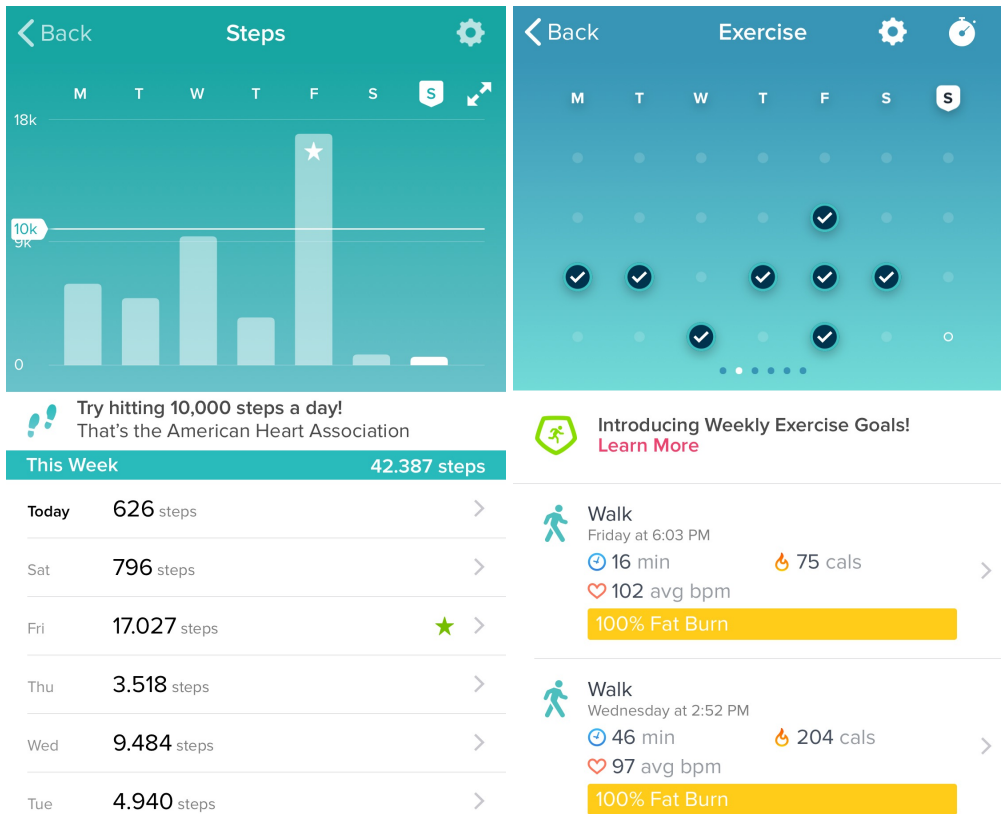 Back
Steps
M T W T F S S
18k
10k
9k
0
Try hitting 10,000 steps a day!
That's the American Heart Association
This Week 42.387 steps
Today 626 steps
Sat 796 steps
Fri 17.027 steps
Thu 3.518 steps
Wed 9.484 steps
Tue 4.940 steps
Back
Exercise
M T W T F S S
Introducing Weekly Exercise Goals!
Learn More
Walk
Friday at 6:03 PM
16 min 75 cals
102 avg bpm
100% Fat Burn
Walk
Wednesday at 2:52 PM
46 min 204 cals
97 avg bpm
100% Fat Burn